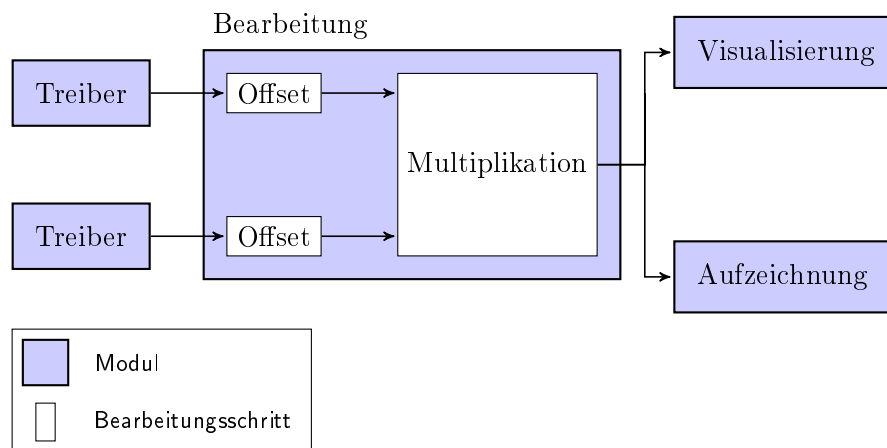 Bearbeitung
Visualisierung
Treiber
Offset
Multiplikation
Treiber
Offset
Aufzeichnung
Modul
Bearbeitungsschritt